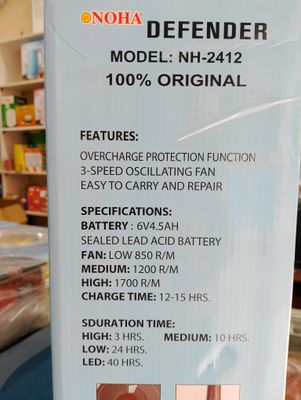 NOHA DEFENDER
MODEL: NH-2412
100% ORIGINAL
FEATURES:
OVERCHARGE PROTECTION FUNCTION
3-SPEED OSCILLATING FAN
EASY TO CARRY AND REPAIR
SPECIFICATIONS:
BATTERY : 6V4.5AH
SEALED LEAD ACID BATTERY
FAN: LOW 850 R/M
MEDIUM: 1200 R/M
HIGH: 1700 R/M
CHARGE TIME: 12-15 HRS.
SDURATION TIME:
HIGH: 3 HRS. MEDIUM: 10 HRS.
LOW: 24 HRS.
LED: 40 HRS.